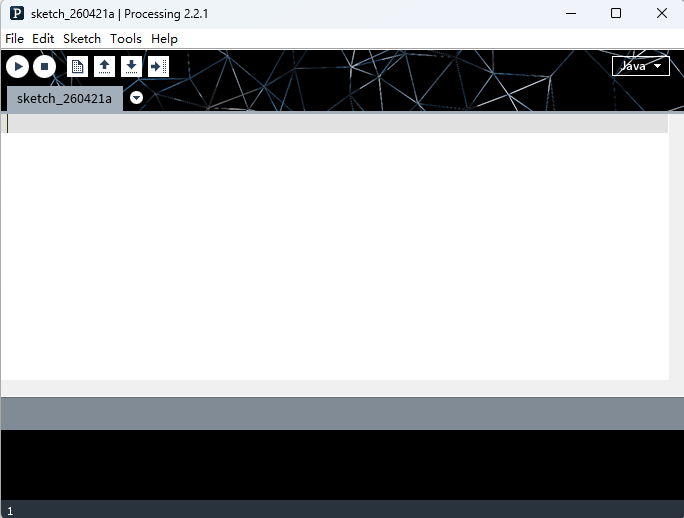 sketch_260421a | Processing 2.2.1
File Edit Sketch Tools Help
Java
sketch_260421a
1